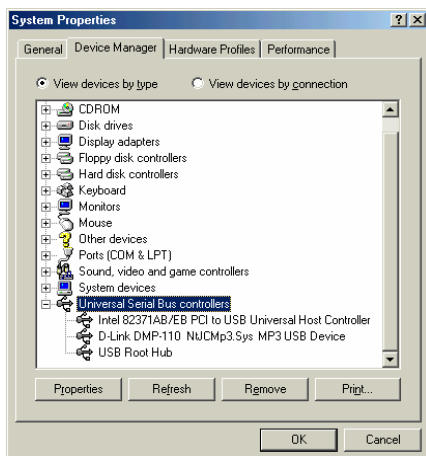 System Properties
General Device Manager Hardware Profiles Performance
View devices by type View devices by connection
CDROM
Disk drives
Display adapters
Floppy disk controllers
Hard disk controllers
Keyboard
Monitors
Mouse
Other devices
Ports (COM & LPT)
Sound, video and game controllers
System devices
Universal Serial Bus controllers
Intel 82371AB/EB PCI to USB Universal Host Controller
D-Link DMP-110 NtJCMp3.Sys MP3 USB Device
USB Root Hub
Properties Refresh Remove Print...
OK Cancel